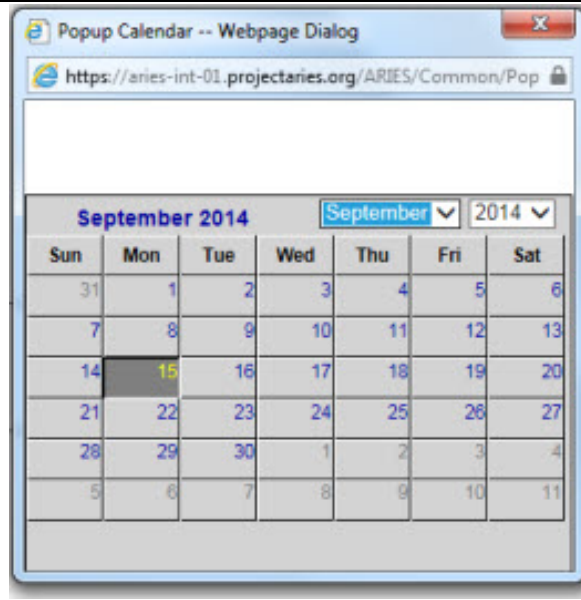 Popup Calendar -- Webpage Dialog
X
https://aries-int-01.projectaries.org/ARIES/Common/Pop
September 2014 September 2014
Sun Mon Tue Wed Thu Fri Sat
31 1 2 3 4 5 6
7 8 9 10 11 12 13
14 15 16 17 18 19 20
21 22 23 24 25 26 27
28 29 30 1 2 3 4
5 6 7 8 9 10 11